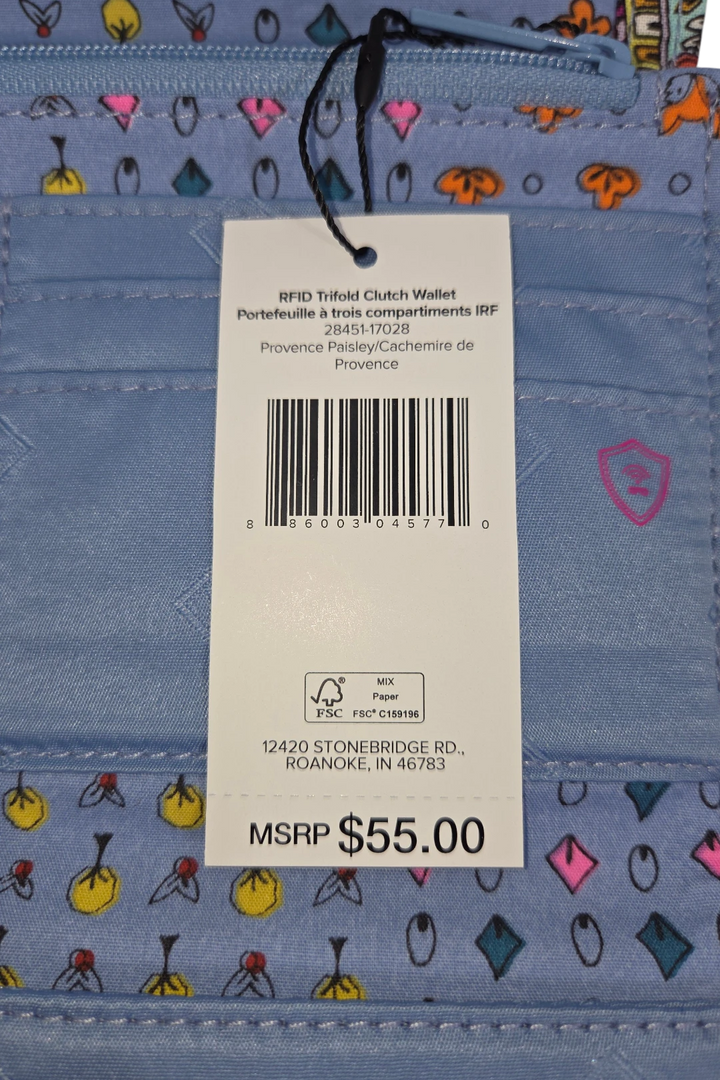 RFID Trifold Clutch Wallet
Portefeuille à trois compartiments IRF
28451-17028
Provence Paisley/Cachemire de
Provence
8 86003 04577 0
FSC®
MIX
Paper
FSC® C159196
12420 STONEBRIDGE RD.,
ROANOKE, IN 46783
MSRP $55.00